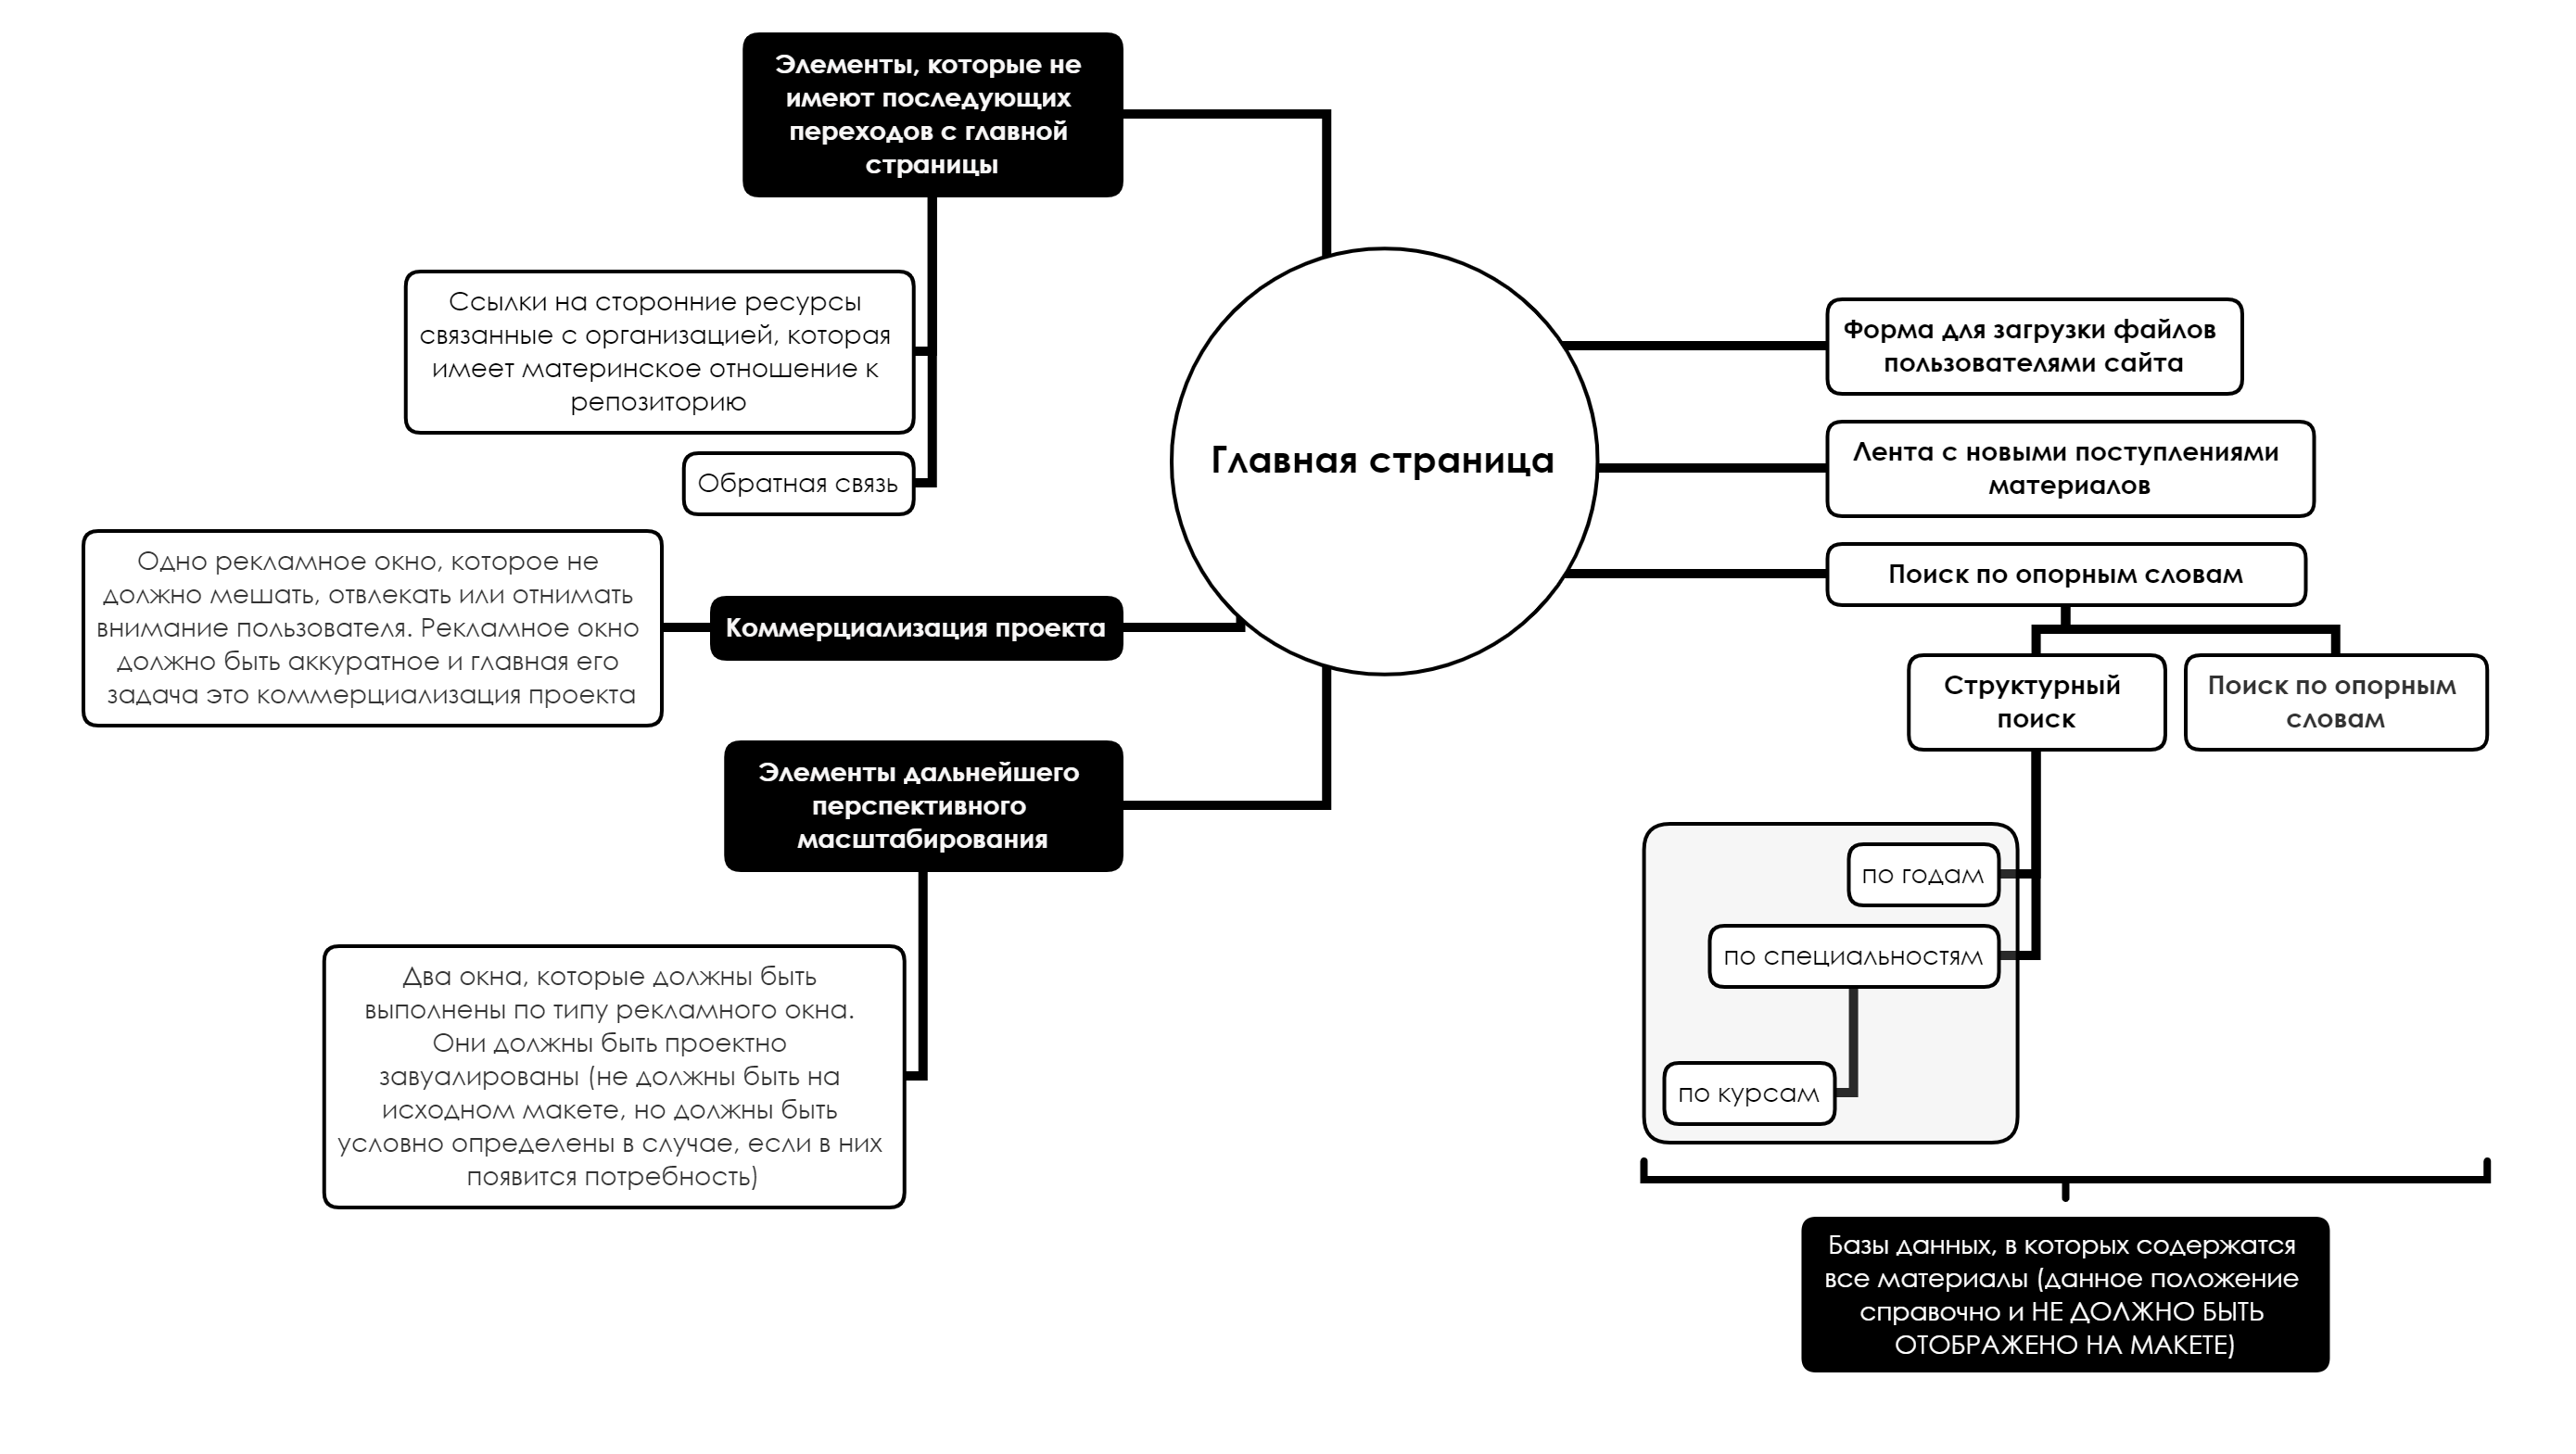 Элементы, которые не
имеют последующих
переходов с главной
страницы
Ссылки на сторонние ресурсы
связанные с организацией, которая
имеет материнское отношение к
репозиторию
Обратная связь
Одно рекламное окно, которое не
должно мешать, отвлекать или отнимать
внимание пользователя. Рекламное окно
должно быть аккуратное и главная его
задача это коммерциализация проекта
Коммерциализация проекта
Элементы дальнейшего
перспективного
масштабирования
Два окна, которые должны быть
выполнены по типу рекламного окна.
Они должны быть проектно
завуалированы (не должны быть на
исходном макете, но должны быть
условно определены в случае, если в них
появится потребность)
Главная страница
Форма для загрузки файлов
пользователями сайта
Лента с новыми поступлениями
материалов
Поиск по опорным словам
Структурный
поиск
Поиск по опорным
словам
по годам
по специальностям
по курсам
Базы данных, в которых содержатся
все материалы (данное положение
справочно и НЕ ДОЛЖНО БЫТЬ
ОТОБРАЖЕНО НА МАКЕТЕ)